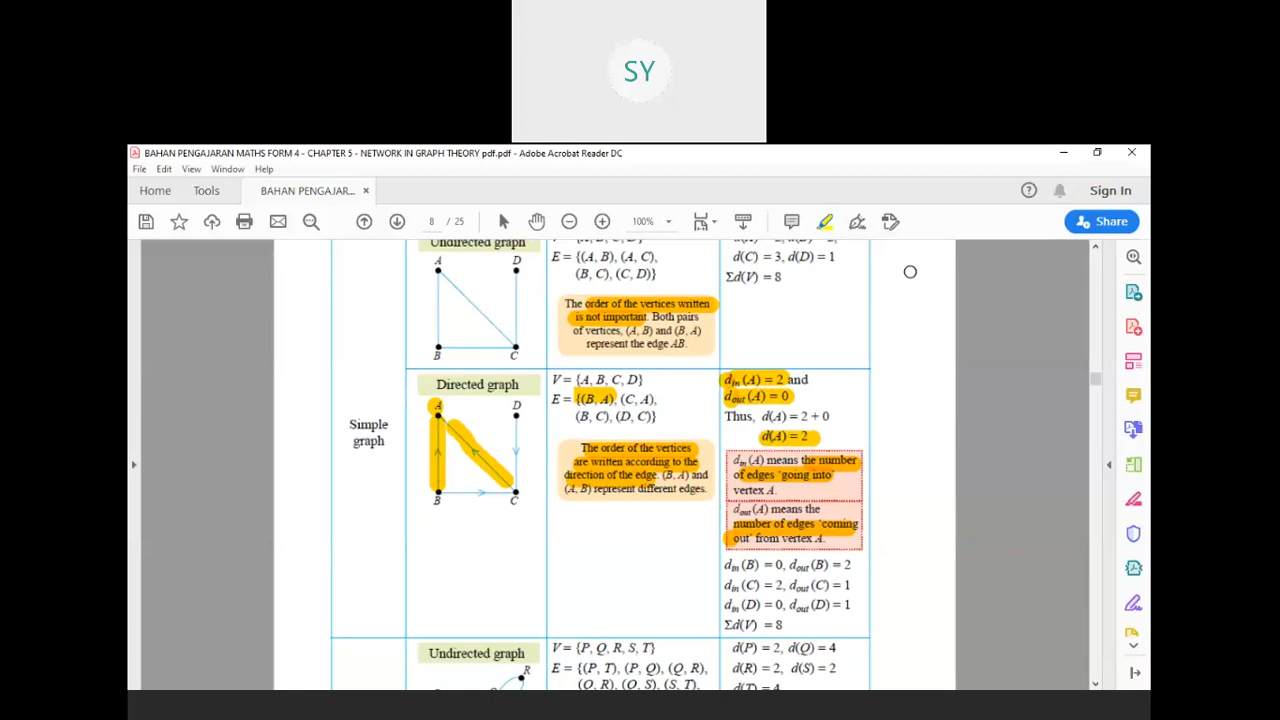 SY
BAHAN PENGAJARAN MATHS FORM 4 - CHAPTER 5 - NETWORK IN GRAPH THEORY pdf.pdf - Adobe Acrobat Reader DC
File Edit View Window Help
Home Tools BAHAN PENGAJAR... × Sign In
8 / 25 100% Share
Undirected graph
A D
B C
E = {(A, B), (A, C),
(B, C), (C, D)}
The order of the vertices written
is not important. Both pairs
of vertices, (A, B) and (B, A)
represent the edge AB.
d(C) = 3, d(D) = 1
Σd(V) = 8
Simple
graph
Directed graph
A D
B C
V = {A, B, C, D}
E = {(B, A), (C, A),
(B, C), (D, C)}
The order of the vertices
are written according to the
direction of the edge. (B, A) and
(A, B) represent different edges.
d_in (A) = 2 and
d_out (A) = 0
Thus, d(A) = 2 + 0
d(A) = 2
d_in (A) means the number
of edges 'going into'
vertex A.
d_out (A) means the
number of edges 'coming
out' from vertex A.
d_in (B) = 0, d_out (B) = 2
d_in (C) = 2, d_out (C) = 1
d_in (D) = 0, d_out (D) = 1
Σd(V) = 8
Undirected graph
R
V = {P, Q, R, S, T}
E = {(P, T), (P, Q), (Q, R),
(Q, R), (Q, S), (S, T),
d(P) = 2, d(Q) = 4
d(R) = 2, d(S) = 2
d(T) = 4